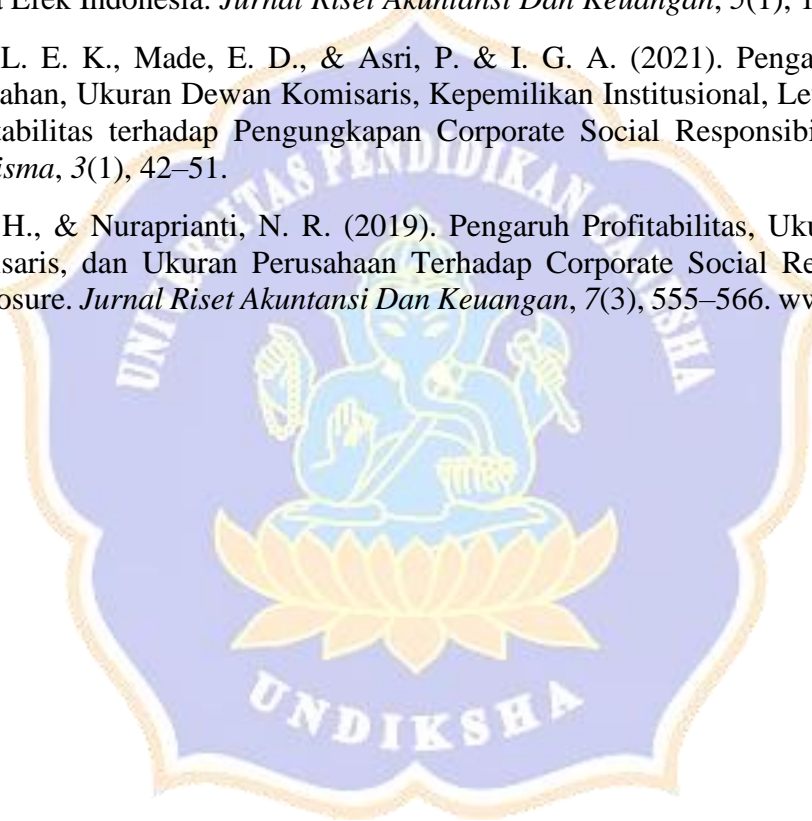 Efek Indonesia. Jurnal Riset Akuntansi Dan Keuangan, 5(1), 1
L. E. K., Made, E. D., & Asri, P. & I. G. A. (2021). Penga
ahan, Ukuran Dewan Komisaris, Kepemilikan Institusional, Le
tabilitas terhadap Pengungkapan Corporate Social Responsibi
isma, 3(1), 42–51.
H., & Nuraprianti, N. R. (2019). Pengaruh Profitabilitas, Uku
saris, dan Ukuran Perusahaan Terhadap Corporate Social Re
osure. Jurnal Riset Akuntansi Dan Keuangan, 7(3), 555–566. ww
UNIVERSITAS PENDIDIKAN GANESHA
UNDIKSHA